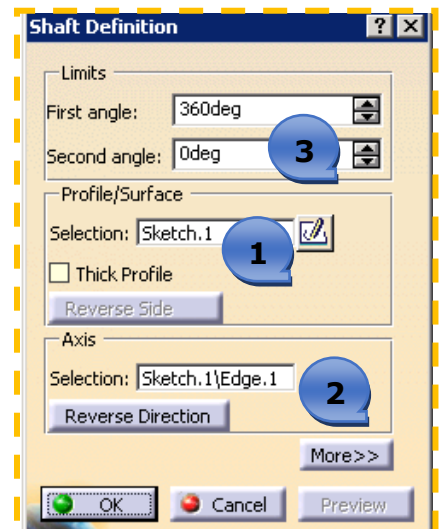 Shaft Definition ? X
Limits
First angle: 360deg
Second angle: 0deg
3
Profile/Surface
Selection: Sketch.1
1
Thick Profile
Reverse Side
Axis
Selection: Sketch.1\Edge.1
2
Reverse Direction
More>>
OK Cancel Preview